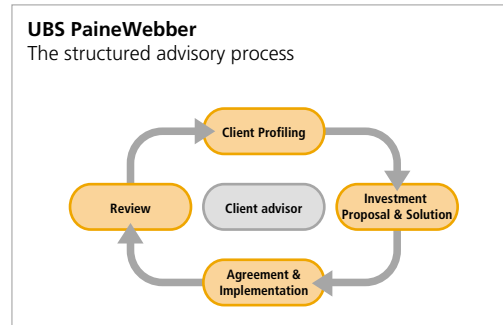 UBS PaineWebber
The structured advisory process
Client Profiling
Review
Client advisor
Investment
Proposal & Solution
Agreement &
Implementation